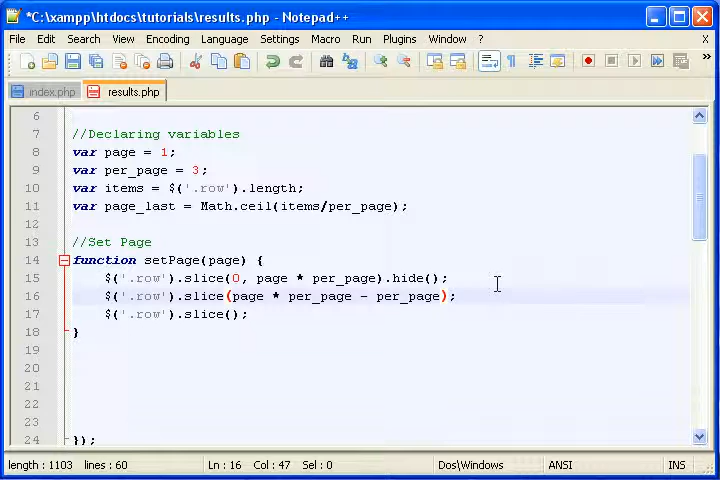 *C:\xampp\htdocs\tutorials\results.php - Notepad++
File Edit Search View Encoding Language Settings Macro Run Plugins Window ? X
index.php results.php
6
7 //Declaring variables
8 var page = 1;
9 var per_page = 3;
10 var items = $('.row').length;
11 var page_last = Math.ceil(items/per_page);
12
13 //Set Page
14 function setPage(page) {
15 $('.row').slice(0, page * per_page).hide();
16 $('.row').slice(page * per_page - per_page);
17 $('.row').slice();
18 }
19
20
21
22
23
24 });
length : 1103 lines : 60 Ln : 16 Col : 47 Sel : 0 Dos\Windows ANSI INS